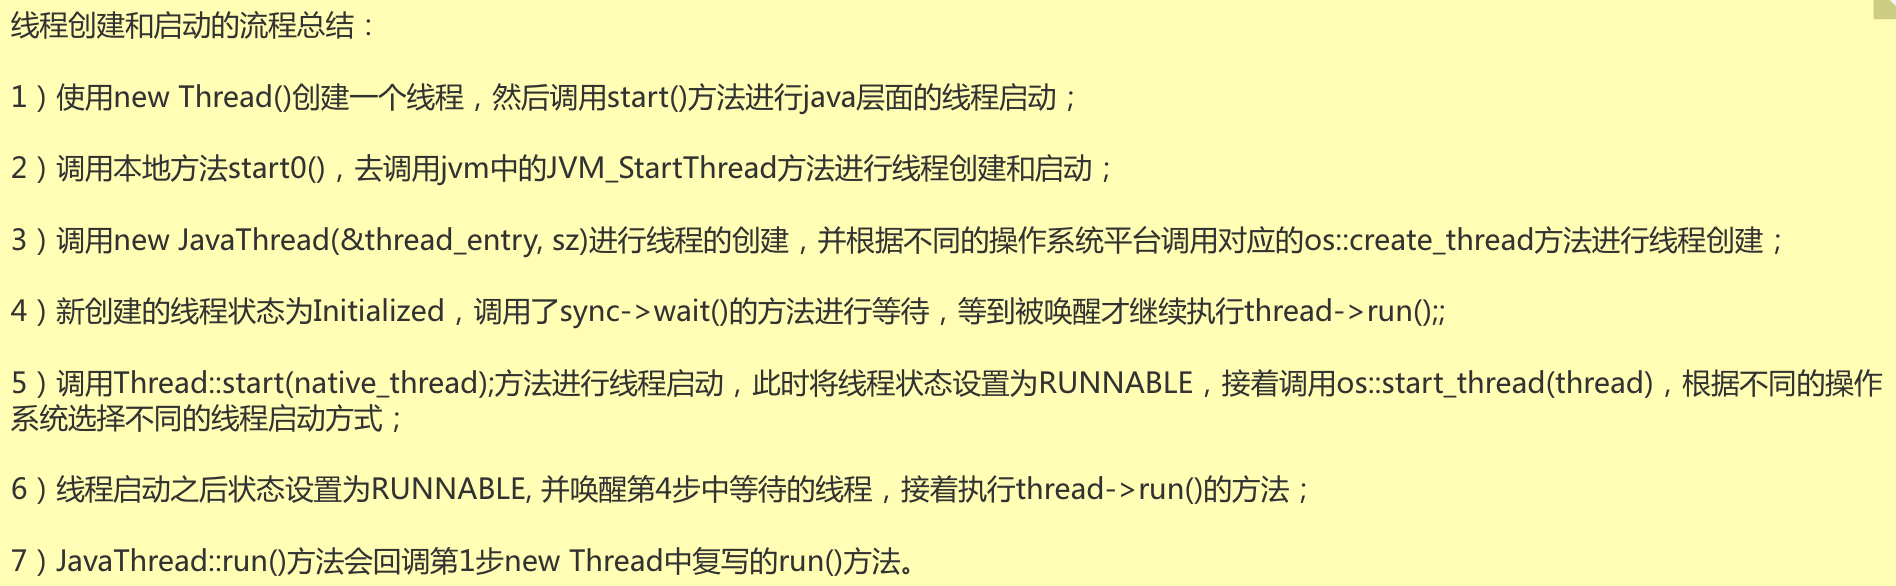 线程创建和启动的流程总结：
1）使用new Thread()创建一个线程，然后调用start()方法进行java层面的线程启动；
2）调用本地方法start0()，去调用jvm中的JVM_StartThread方法进行线程创建和启动；
3）调用new JavaThread(&thread_entry, sz)进行线程的创建，并根据不同的操作系统平台调用对应的os::create_thread方法进行线程创建；
4）新创建的线程状态为Initialized，调用了sync->wait()的方法进行等待，等到被唤醒才继续执行thread->run();;
5）调用Thread::start(native_thread);方法进行线程启动，此时将线程状态设置为RUNNABLE，接着调用os::start_thread(thread)，根据不同的操作
系统选择不同的线程启动方式；
6）线程启动之后状态设置为RUNNABLE, 并唤醒第4步中等待的线程，接着执行thread->run()的方法；
7）JavaThread::run()方法会回调第1步new Thread中复写的run()方法。